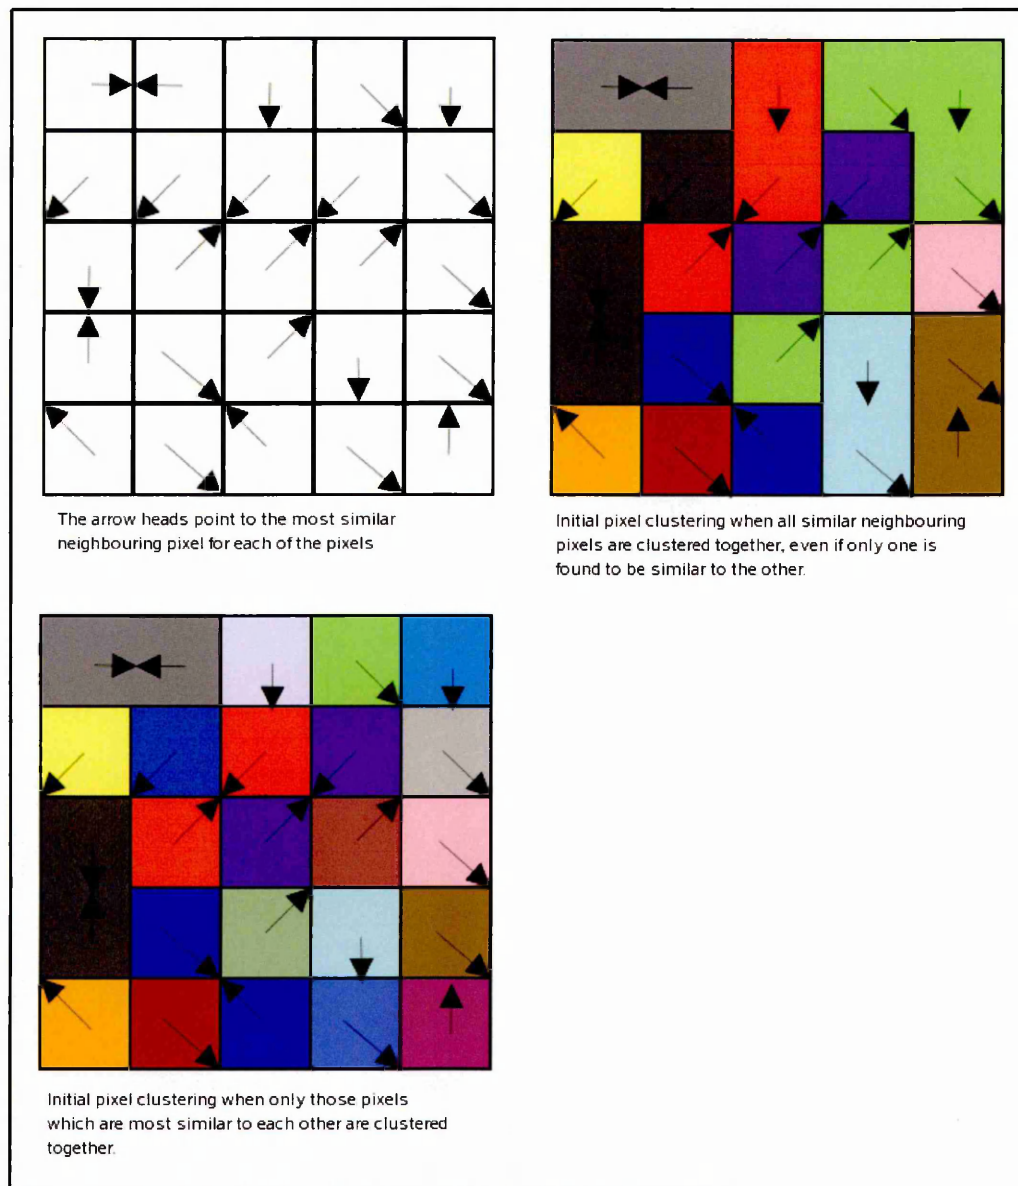 The arrow heads point to the most similar
neighbouring pixel for each of the pixels
Initial pixel clustering when all similar neighbouring
pixels are clustered together, even if only one is
found to be similar to the other.
Initial pixel clustering when only those pixels
which are most similar to each other are clustered
together.